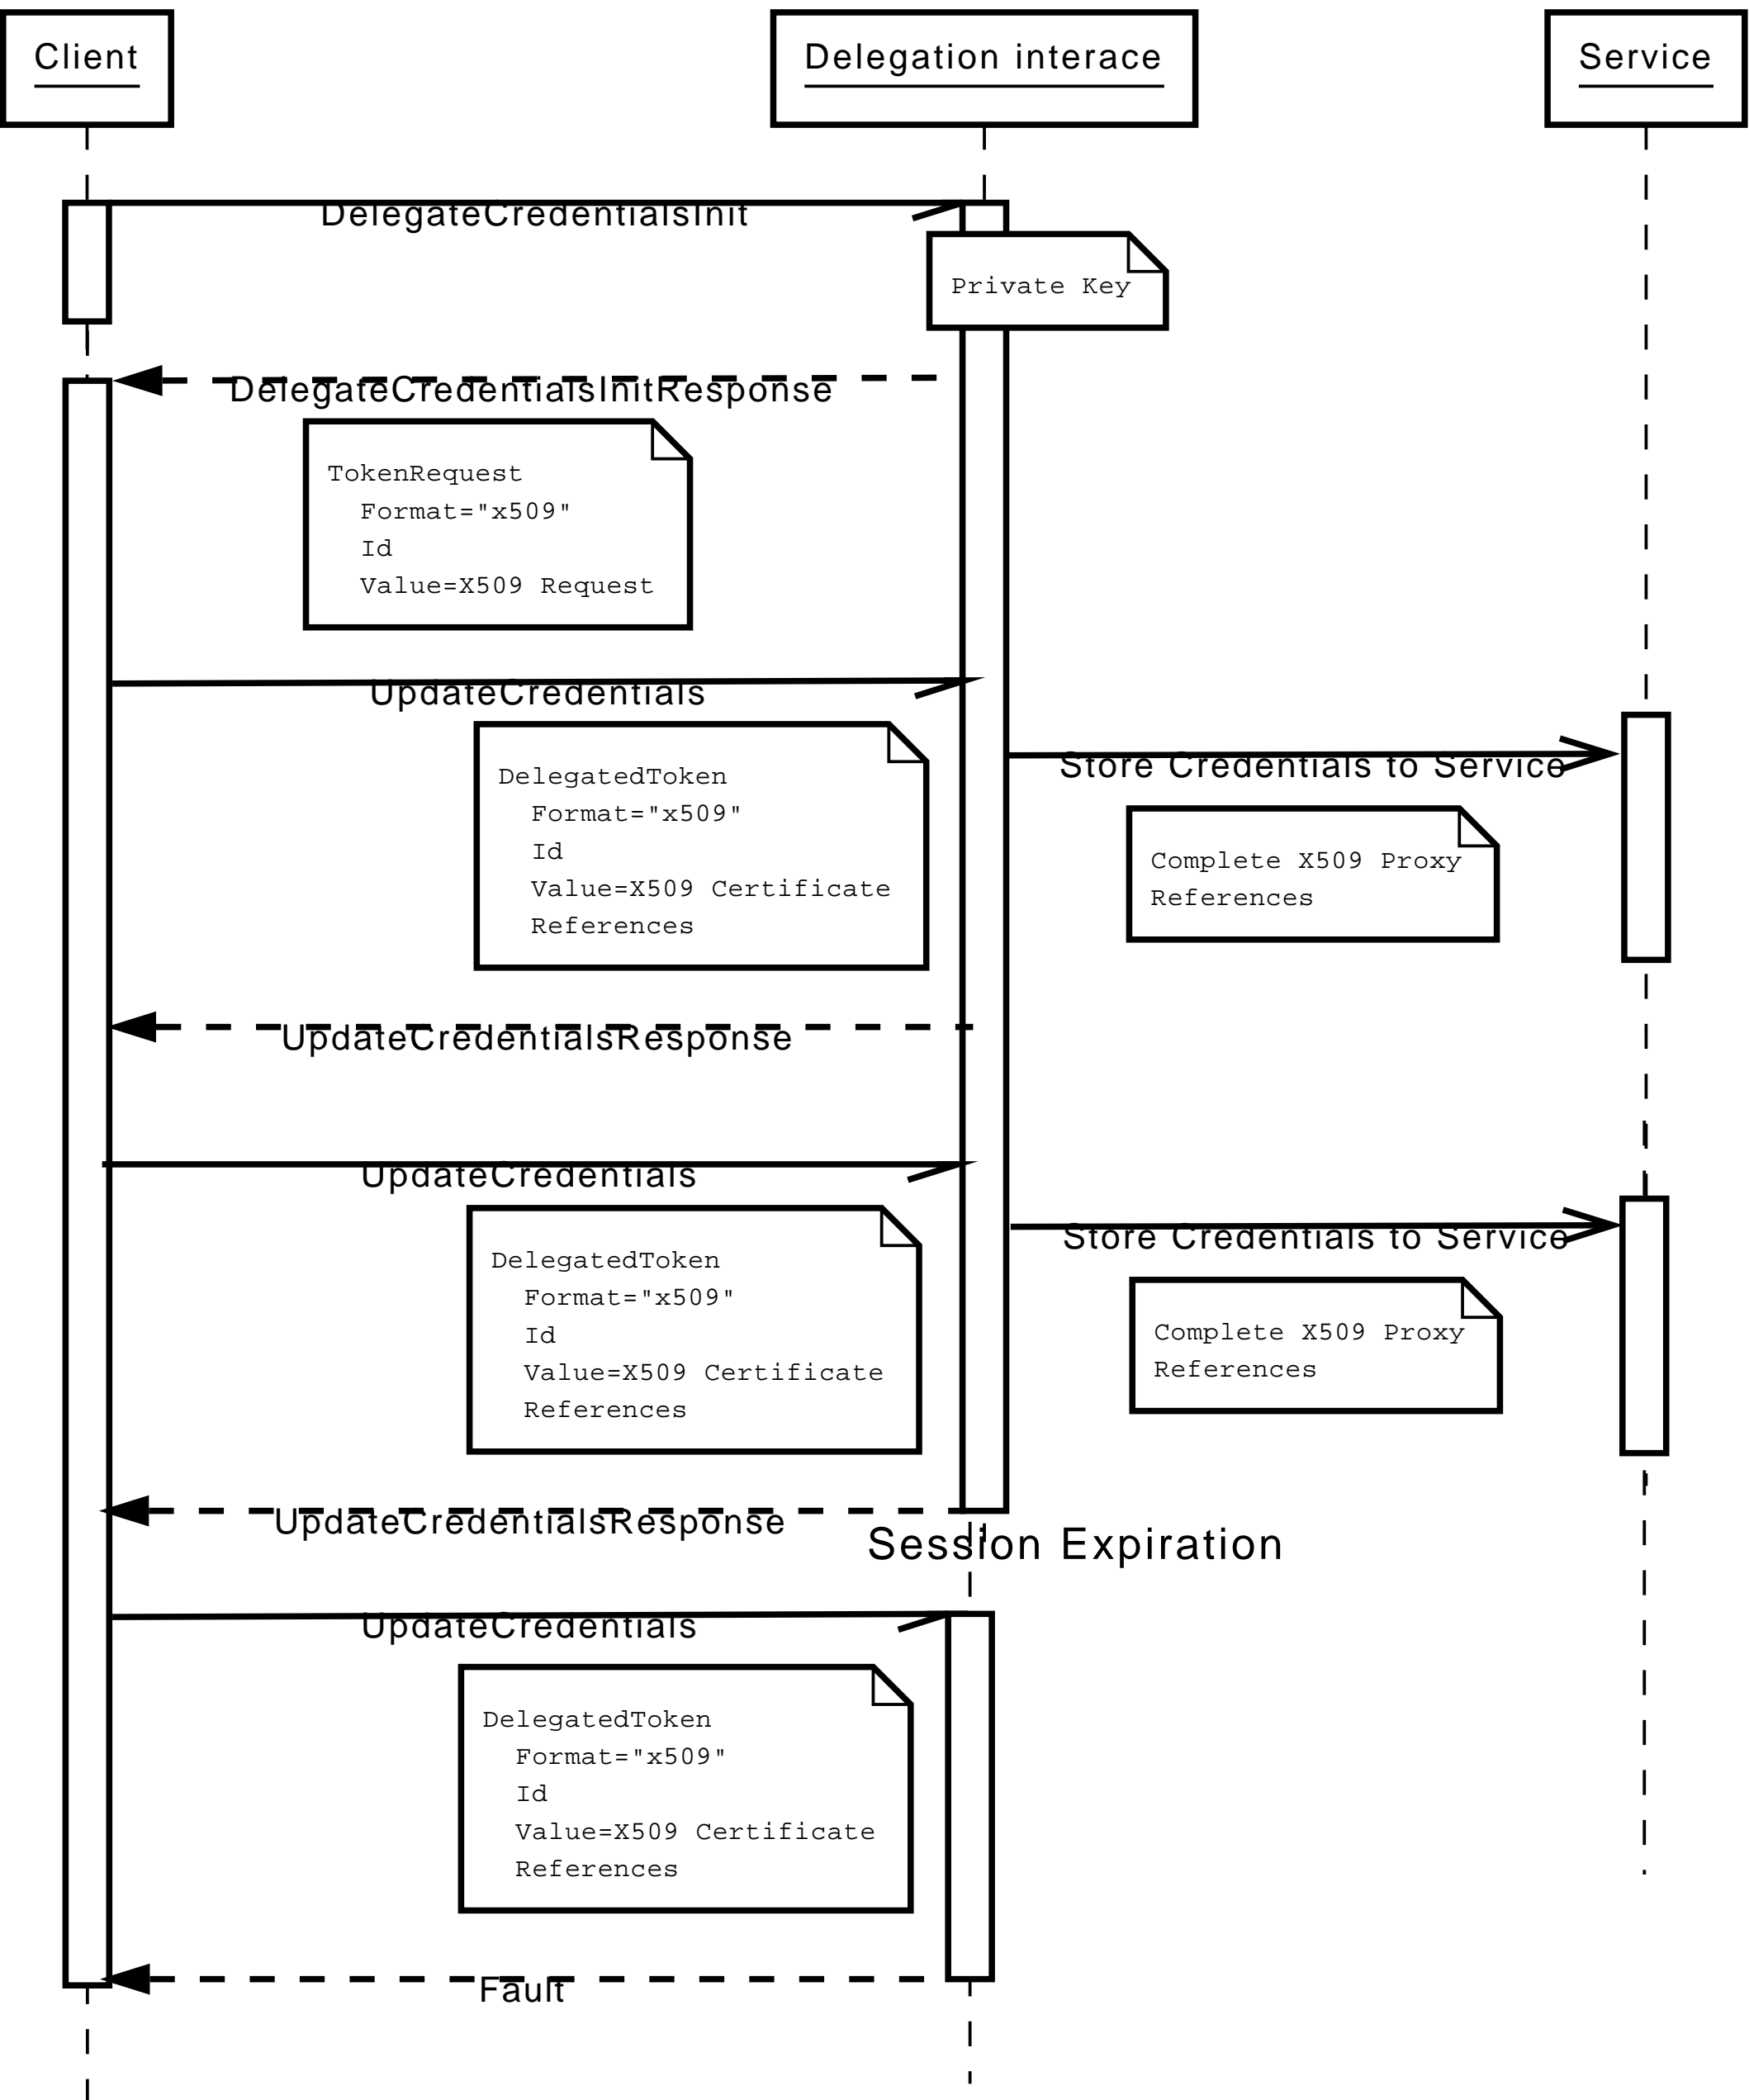 Client
Delegation interace
Service
DelegateCredentialsInit
Private Key
DelegateCredentialsInitResponse
TokenRequest
Format="x509"
Id
Value=X509 Request
UpdateCredentials
Store Credentials to Service
DelegatedToken
Format="x509"
Id
Value=X509 Certificate
References
Complete X509 Proxy
References
UpdateCredentialsResponse
UpdateCredentials
Store Credentials to Service
DelegatedToken
Format="x509"
Id
Value=X509 Certificate
References
Complete X509 Proxy
References
UpdateCredentialsResponse
Session Expiration
UpdateCredentials
DelegatedToken
Format="x509"
Id
Value=X509 Certificate
References
Fault